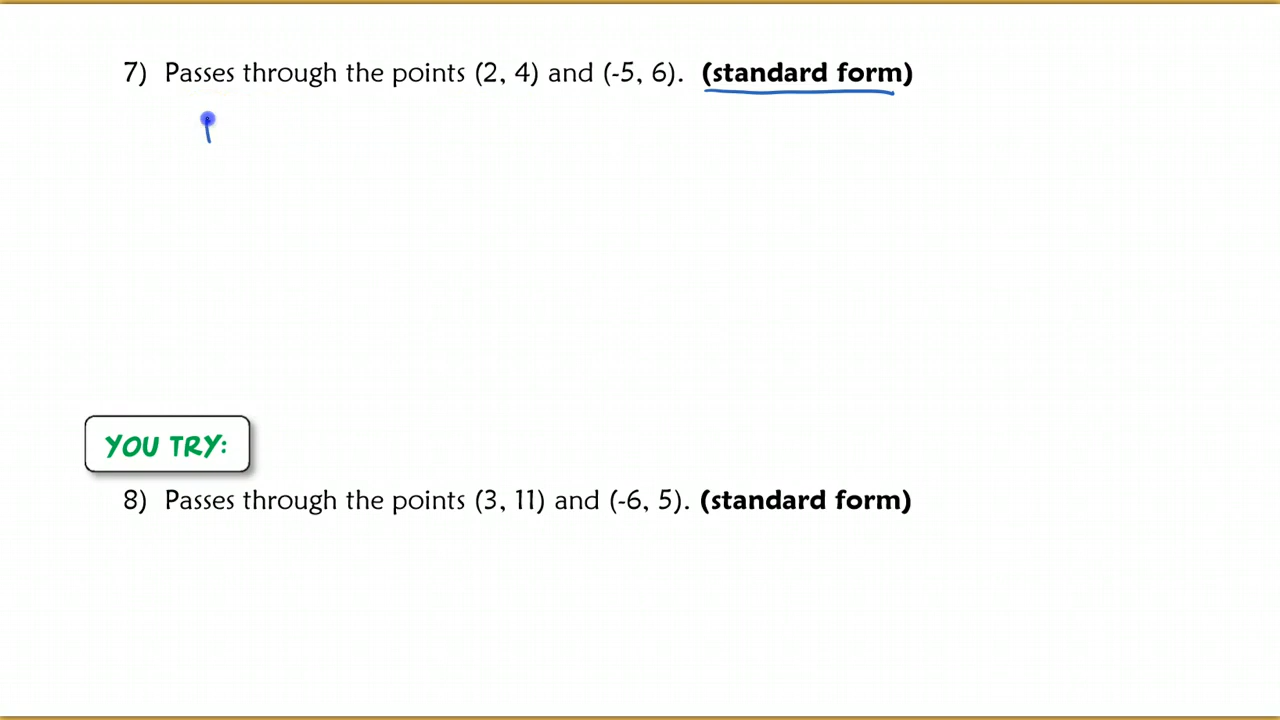 7) Passes through the points (2, 4) and (-5, 6). (standard form)
YOU TRY:
8) Passes through the points (3, 11) and (-6, 5). (standard form)